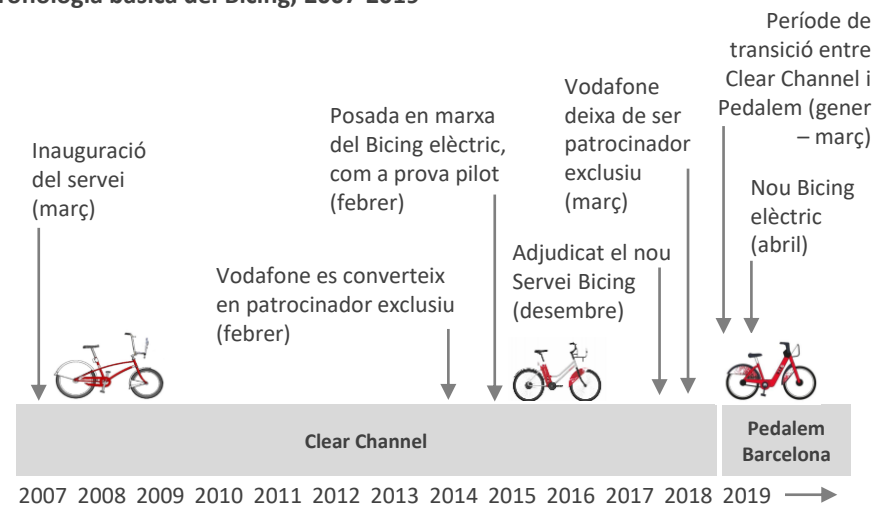 ronologia bàsica del Bicing, 2007-2019
Inauguració
del servei
(març)
Vodafone es converteix
en patrocinador exclusiu
(febrer)
Posada en marxa
del Bicing elèctric,
com a prova pilot
(febrer)
Adjudicat el nou
Servei Bicing
(desembre)
Vodafone
deixa de ser
patrocinador
exclusiu
(març)
Període de
transició entre
Clear Channel i
Pedalem (gener
– març)
Nou Bicing
elèctric
(abril)
Clear Channel
Pedalem
Barcelona
2007 2008 2009 2010 2011 2012 2013 2014 2015 2016 2017 2018 2019